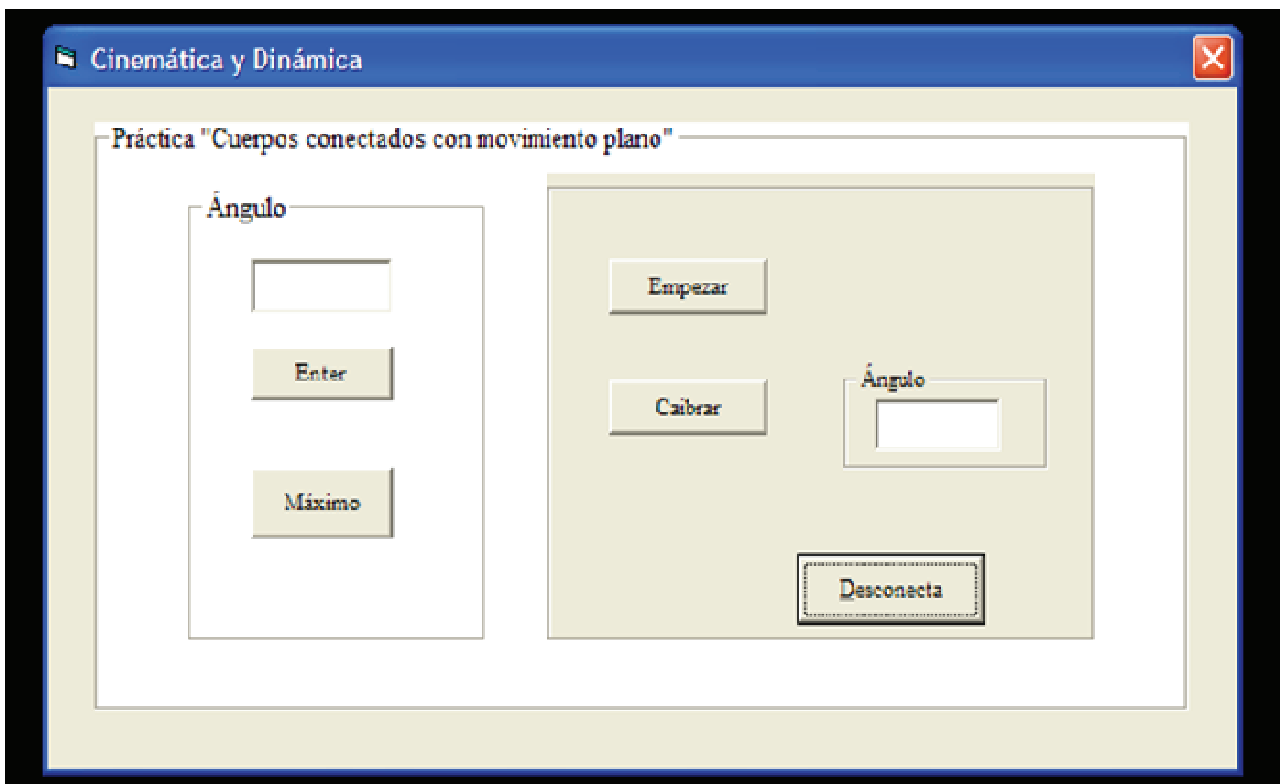 Cinemática y Dinámica
Práctica "Cuerpos conectados con movimiento plano"
Ángulo
Enter
Máximo
Empezar
Caibrar
Ángulo
Desconecta